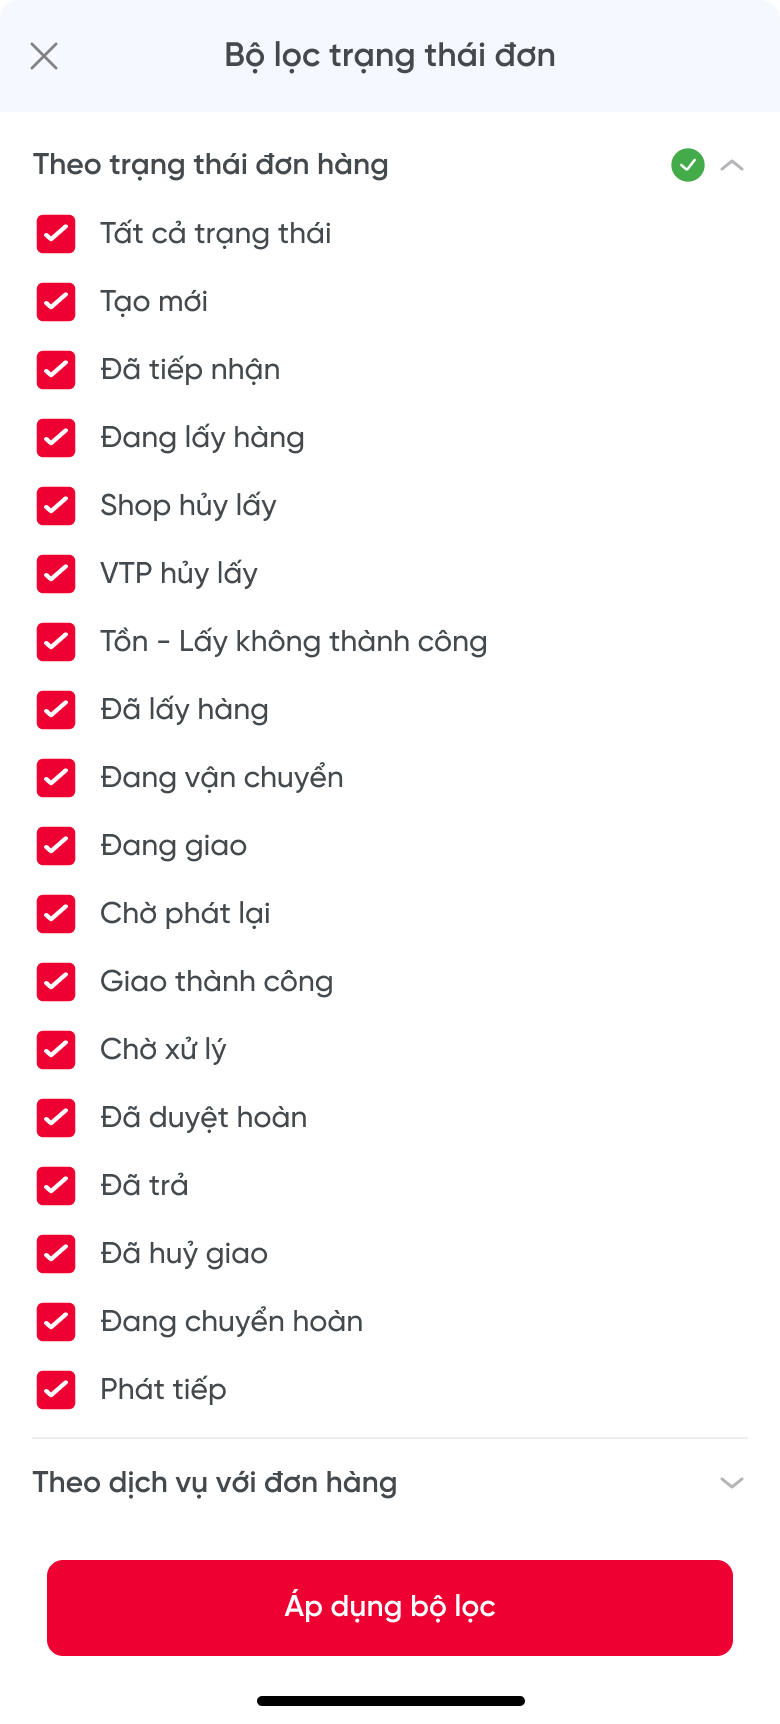 Bộ lọc trạng thái đơn
Theo trạng thái đơn hàng
Tất cả trạng thái
Tạo mới
Đã tiếp nhận
Đang lấy hàng
Shop hủy lấy
VTP hủy lấy
Tồn - Lấy không thành công
Đã lấy hàng
Đang vận chuyển
Đang giao
Chờ phát lại
Giao thành công
Chờ xử lý
Đã duyệt hoàn
Đã trả
Đã huỷ giao
Đang chuyển hoàn
Phát tiếp
Theo dịch vụ với đơn hàng
Áp dụng bộ lọc